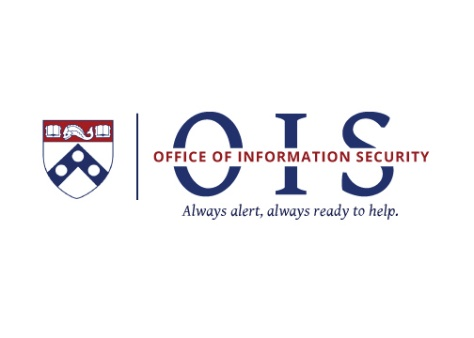 OIS
OFFICE OF INFORMATION SECURITY
Always alert, always ready to help.